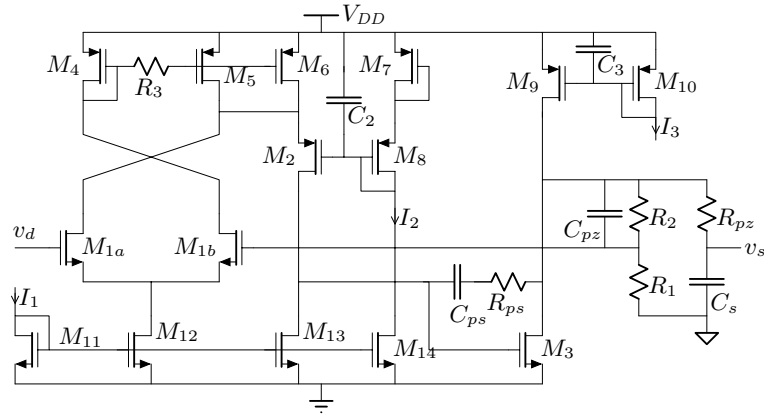 V_DD
M_4
R_3
M_5
M_6
M_7
C_2
M_9
C_3
M_10
I_3
M_2
M_8
I_2
v_d
M_1a
M_1b
C_pz
R_2
R_pz
v_s
I_1
C_ps
R_ps
R_1
C_s
M_11
M_12
M_13
M_14
M_3